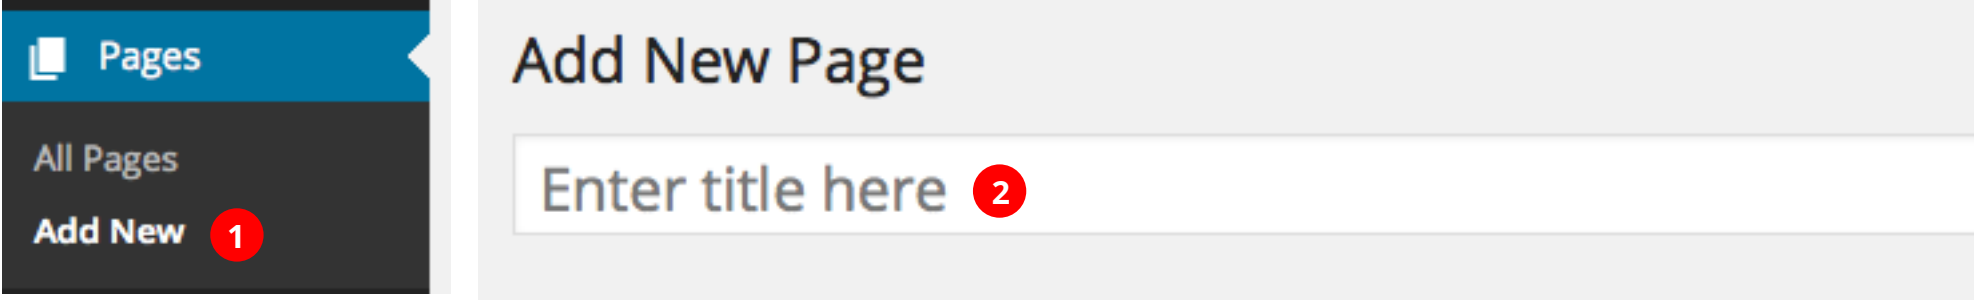 Pages
All Pages
Add New 1
Add New Page
Enter title here 2